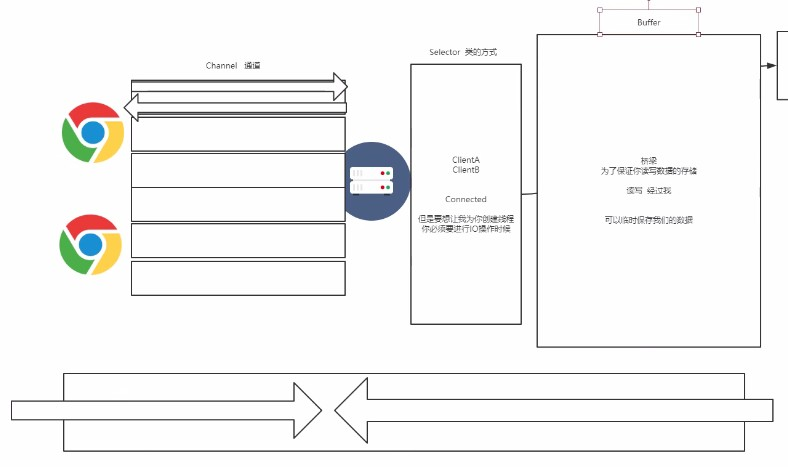 Buffer
Selector 类的方式
Channel 通道
ClientA
ClientB
Connected
但是要想让我为你创建线程
你必须要进行IO操作时候
桥梁
为了保证你读写数据的存储
读写 经过我
可以临时保存我们的数据